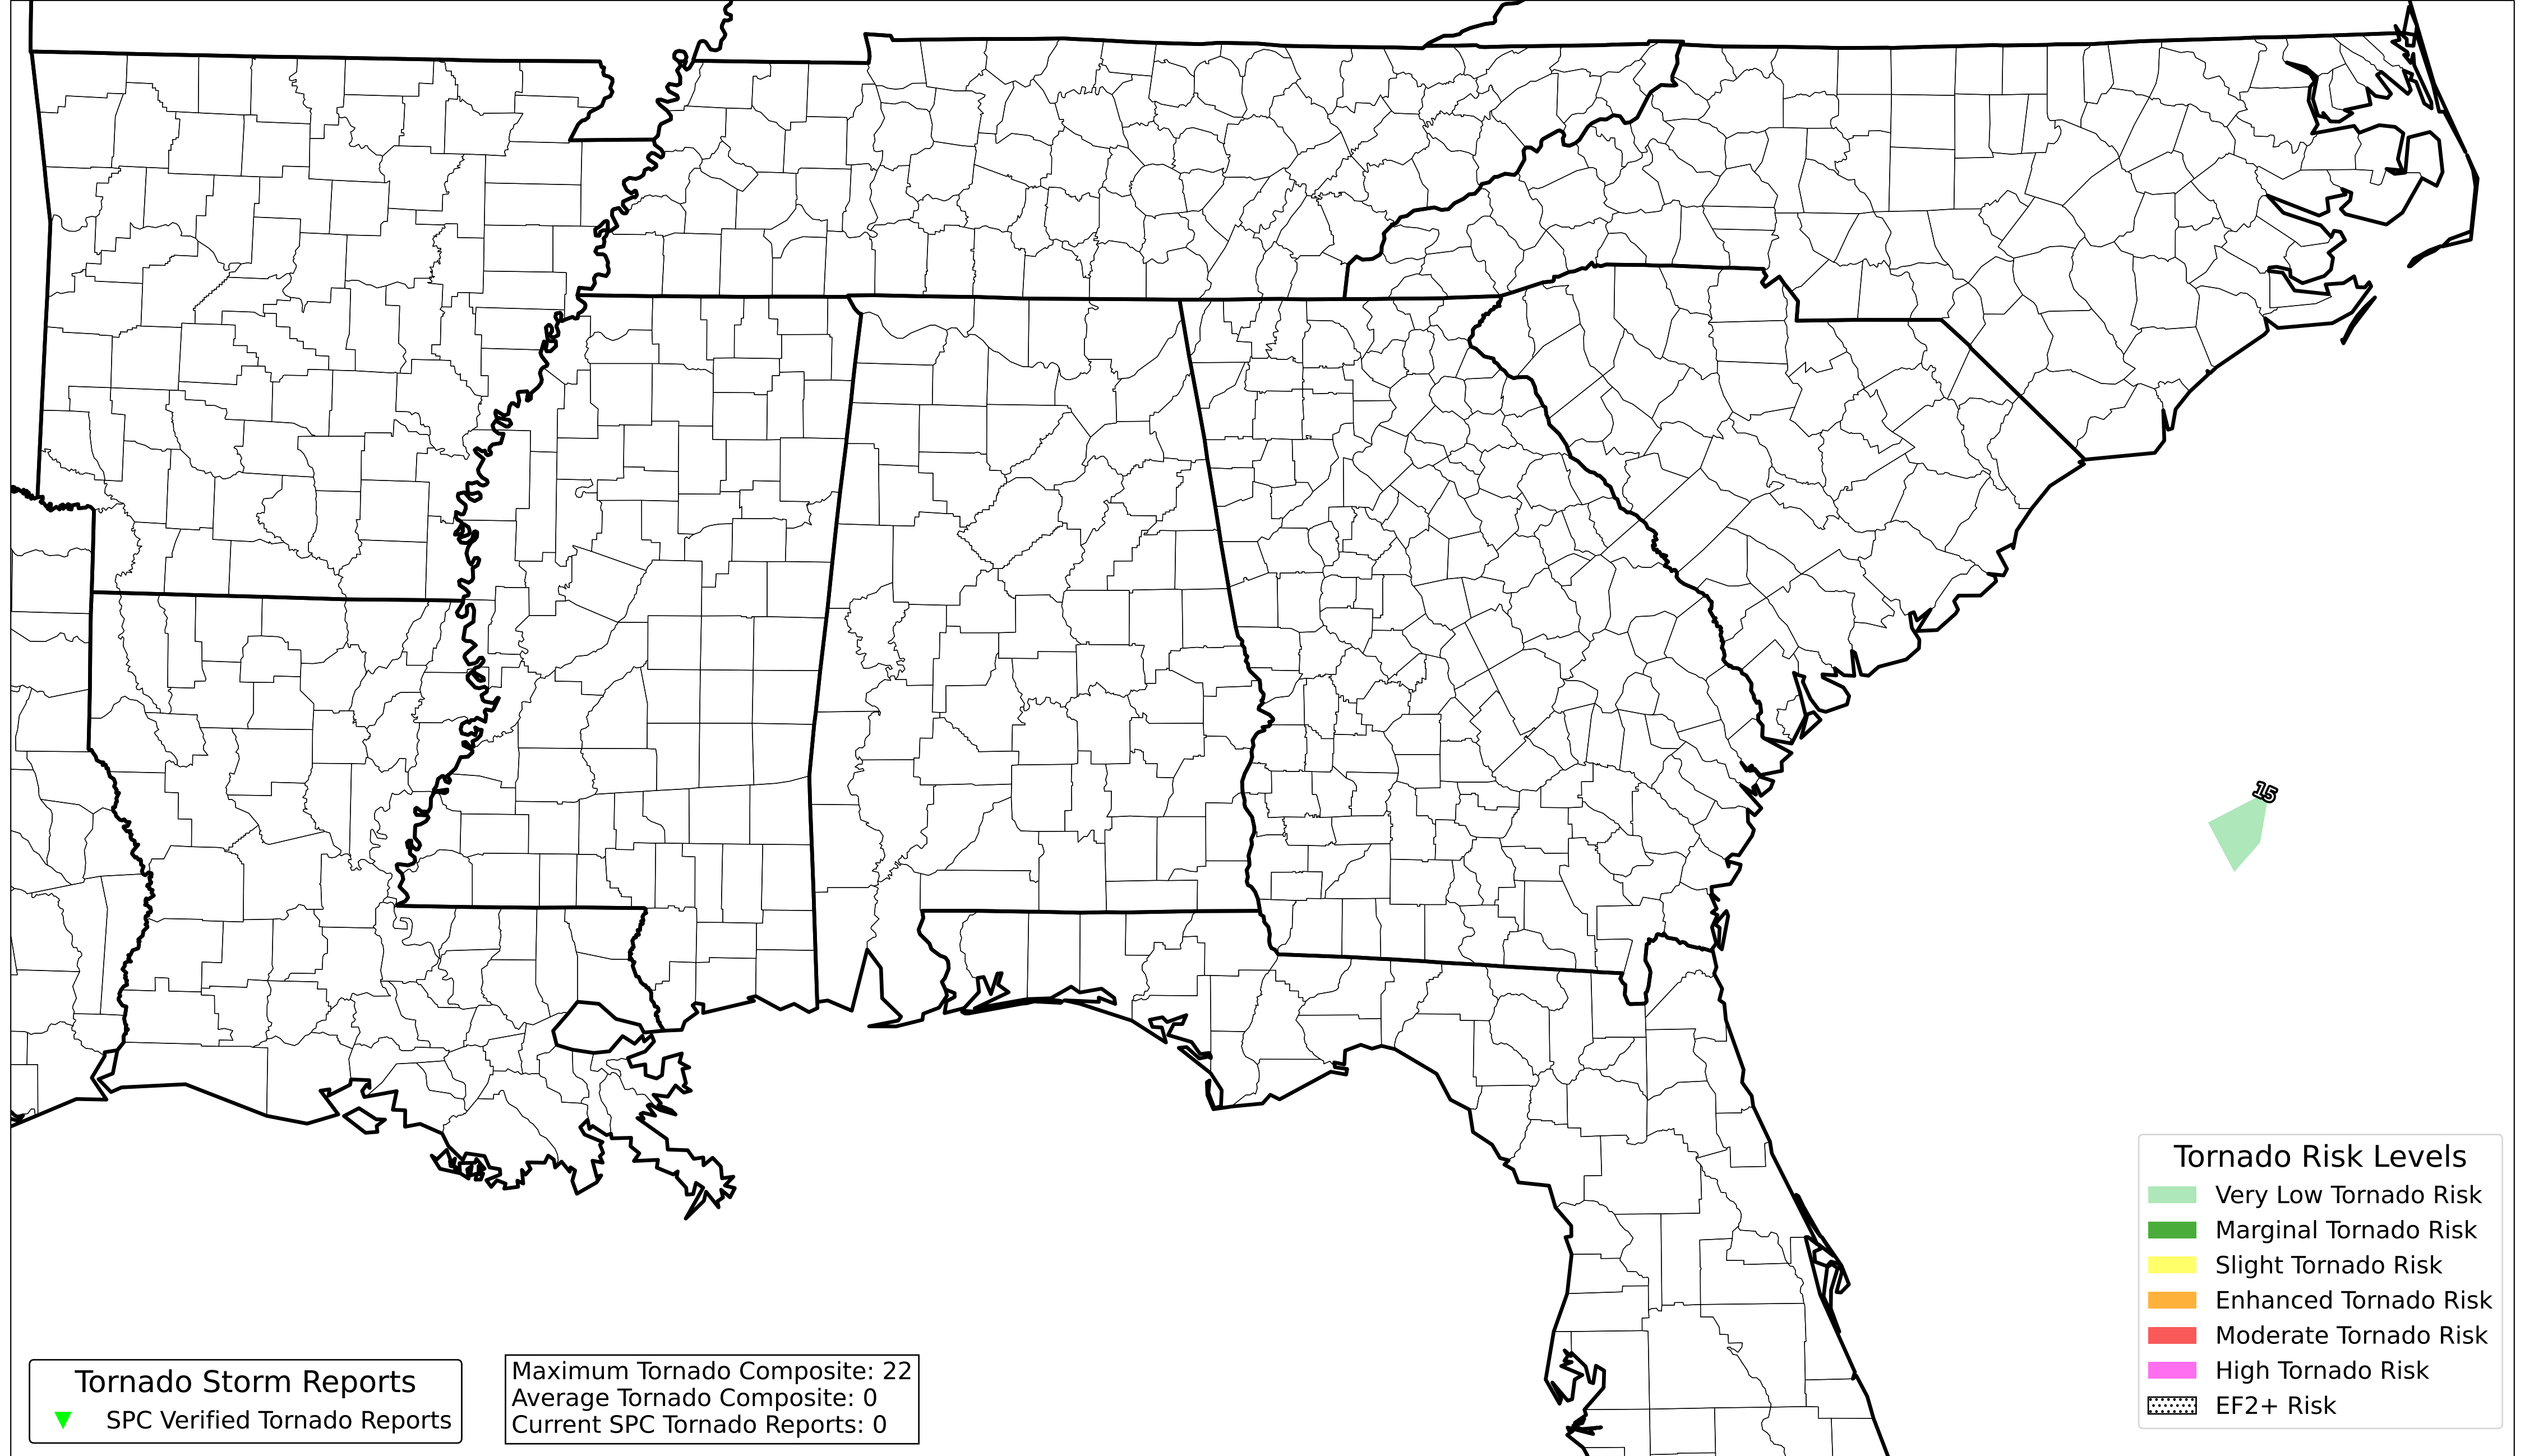 15
Tornado Risk Levels
Very Low Tornado Risk
Marginal Tornado Risk
Slight Tornado Risk
Enhanced Tornado Risk
Moderate Tornado Risk
High Tornado Risk
EF2+ Risk
Tornado Storm Reports
SPC Verified Tornado Reports
Maximum Tornado Composite: 22
Average Tornado Composite: 0
Current SPC Tornado Reports: 0